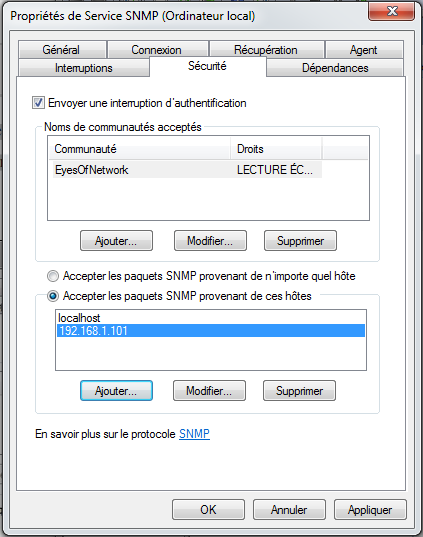 Propriétés de Service SNMP (Ordinateur local)
Général Connexion Récupération Agent
Interruptions Sécurité Dépendances
Envoyer une interruption d'authentification
Noms de communautés acceptés
Communauté Droits
EyesOfNetwork LECTURE ÉC...
Ajouter... Modifier... Supprimer
Accepter les paquets SNMP provenant de n'importe quel hôte
Accepter les paquets SNMP provenant de ces hôtes
localhost
192.168.1.101
Ajouter... Modifier... Supprimer
En savoir plus sur le protocole SNMP
OK Annuler Appliquer